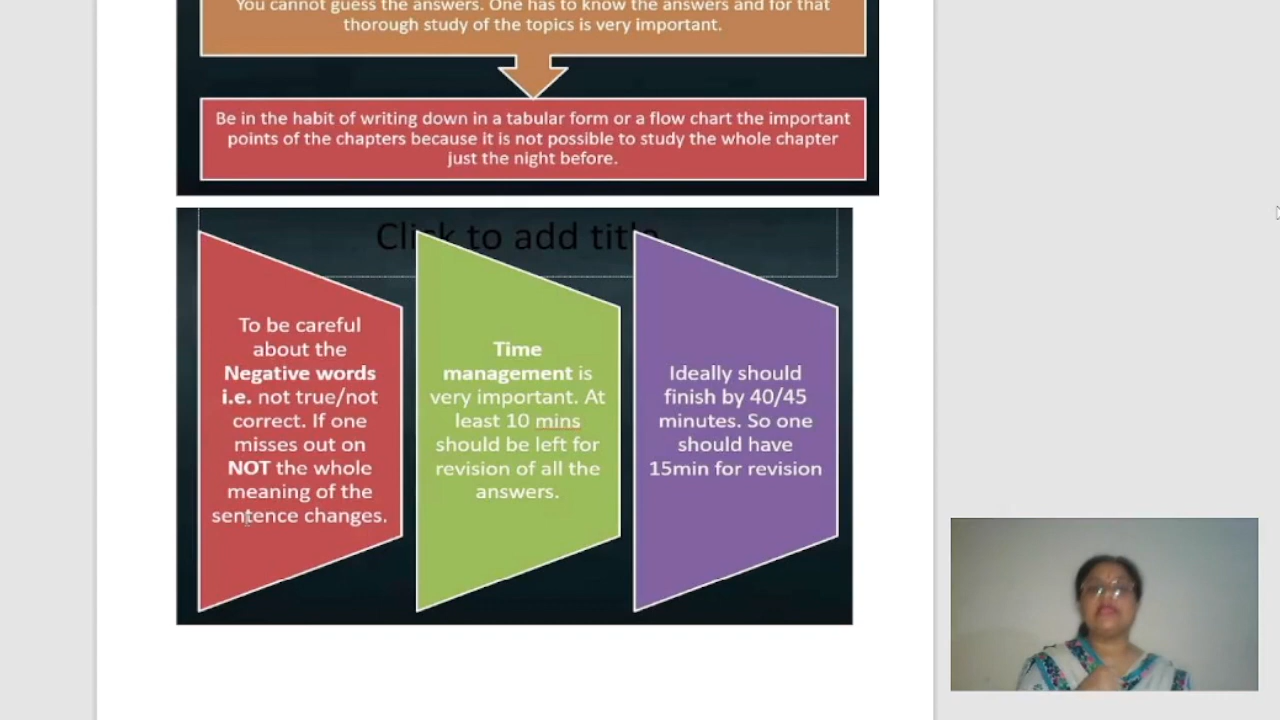 You cannot guess the answers. One has to know the answers and for that
thorough study of the topics is very important.
Be in the habit of writing down in a tabular form or a flow chart the important
points of the chapters because it is not possible to study the whole chapter
just the night before.
Click to add title
To be careful
about the
Negative words
i.e. not true/not
correct. If one
misses out on
NOT the whole
meaning of the
sentence changes.
Time
management is
very important. At
least 10 mins
should be left for
revision of all the
answers.
Ideally should
finish by 40/45
minutes. So one
should have
15min for revision